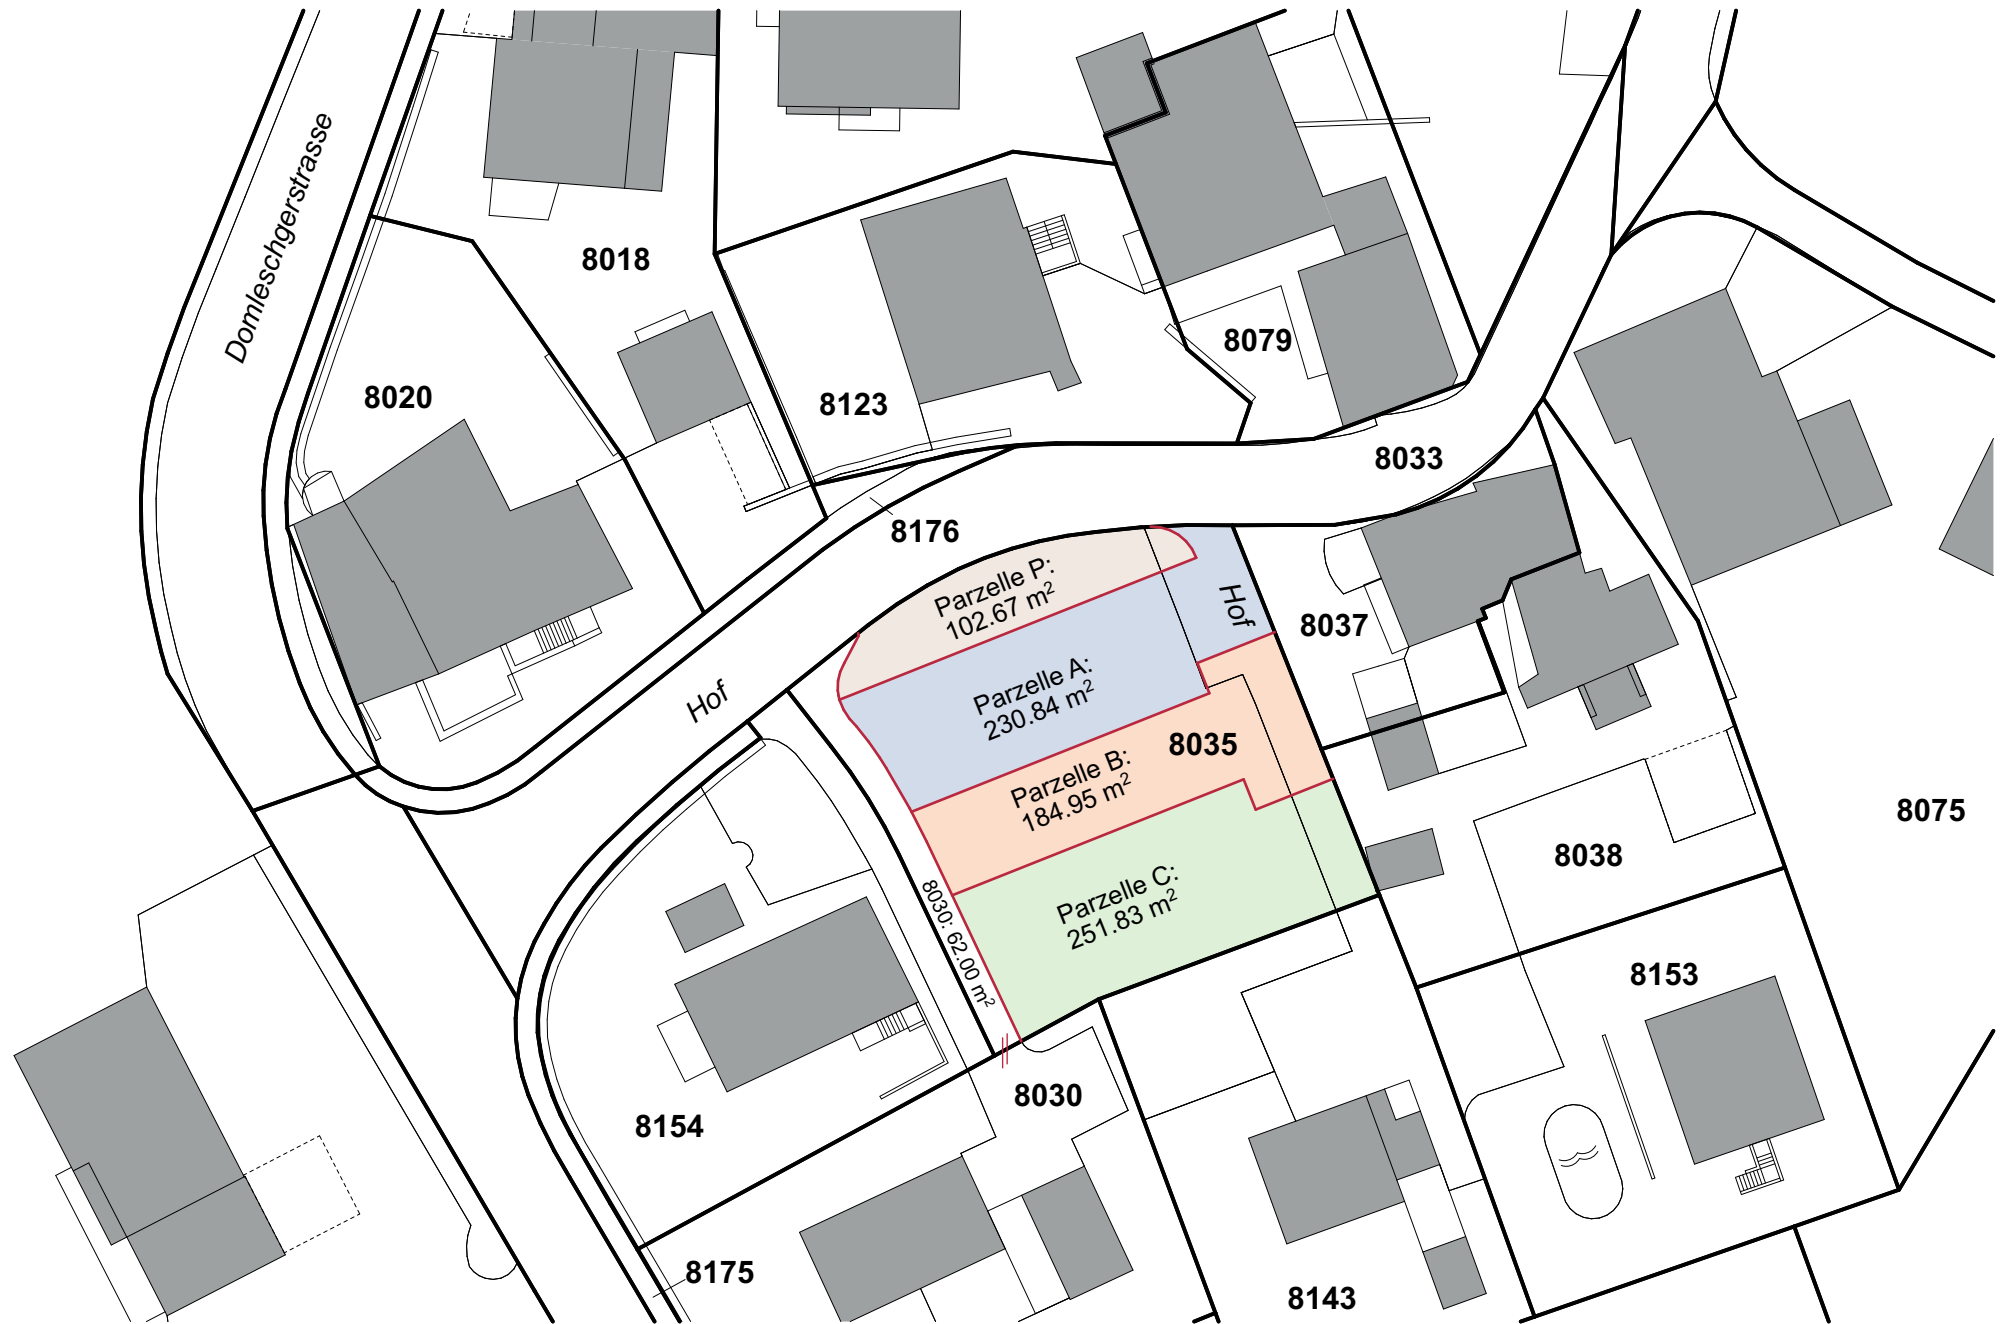 Domleschgerstrasse
8018
8020
8123
8079
8033
8176
Parzelle P:
102.67 m²
Hof
8037
Parzelle A:
230.84 m²
Hof
8035
Parzelle B:
184.95 m²
8075
8038
Parzelle C:
251.83 m²
8030: 62.00 m²
8153
8030
8154
8175
8143